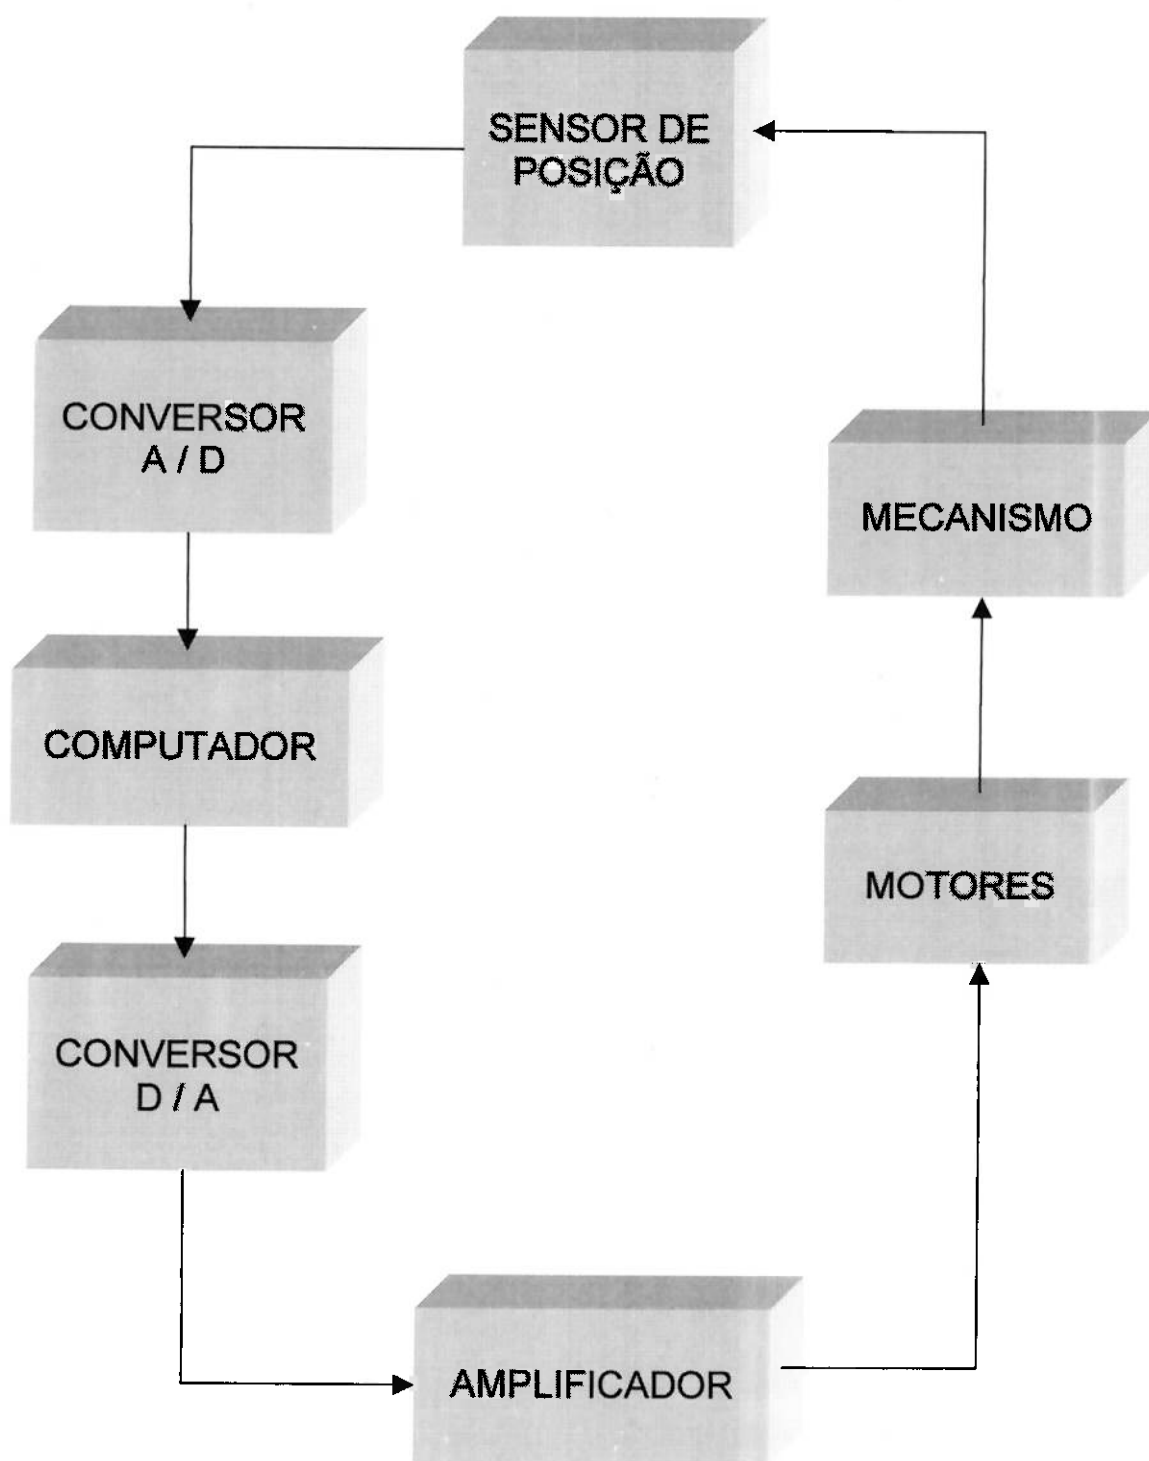 SENSOR DE
POSIÇÃO
CONVERSOR
A / D
MECANISMO
COMPUTADOR
MOTORES
CONVERSOR
D / A
AMPLIFICADOR